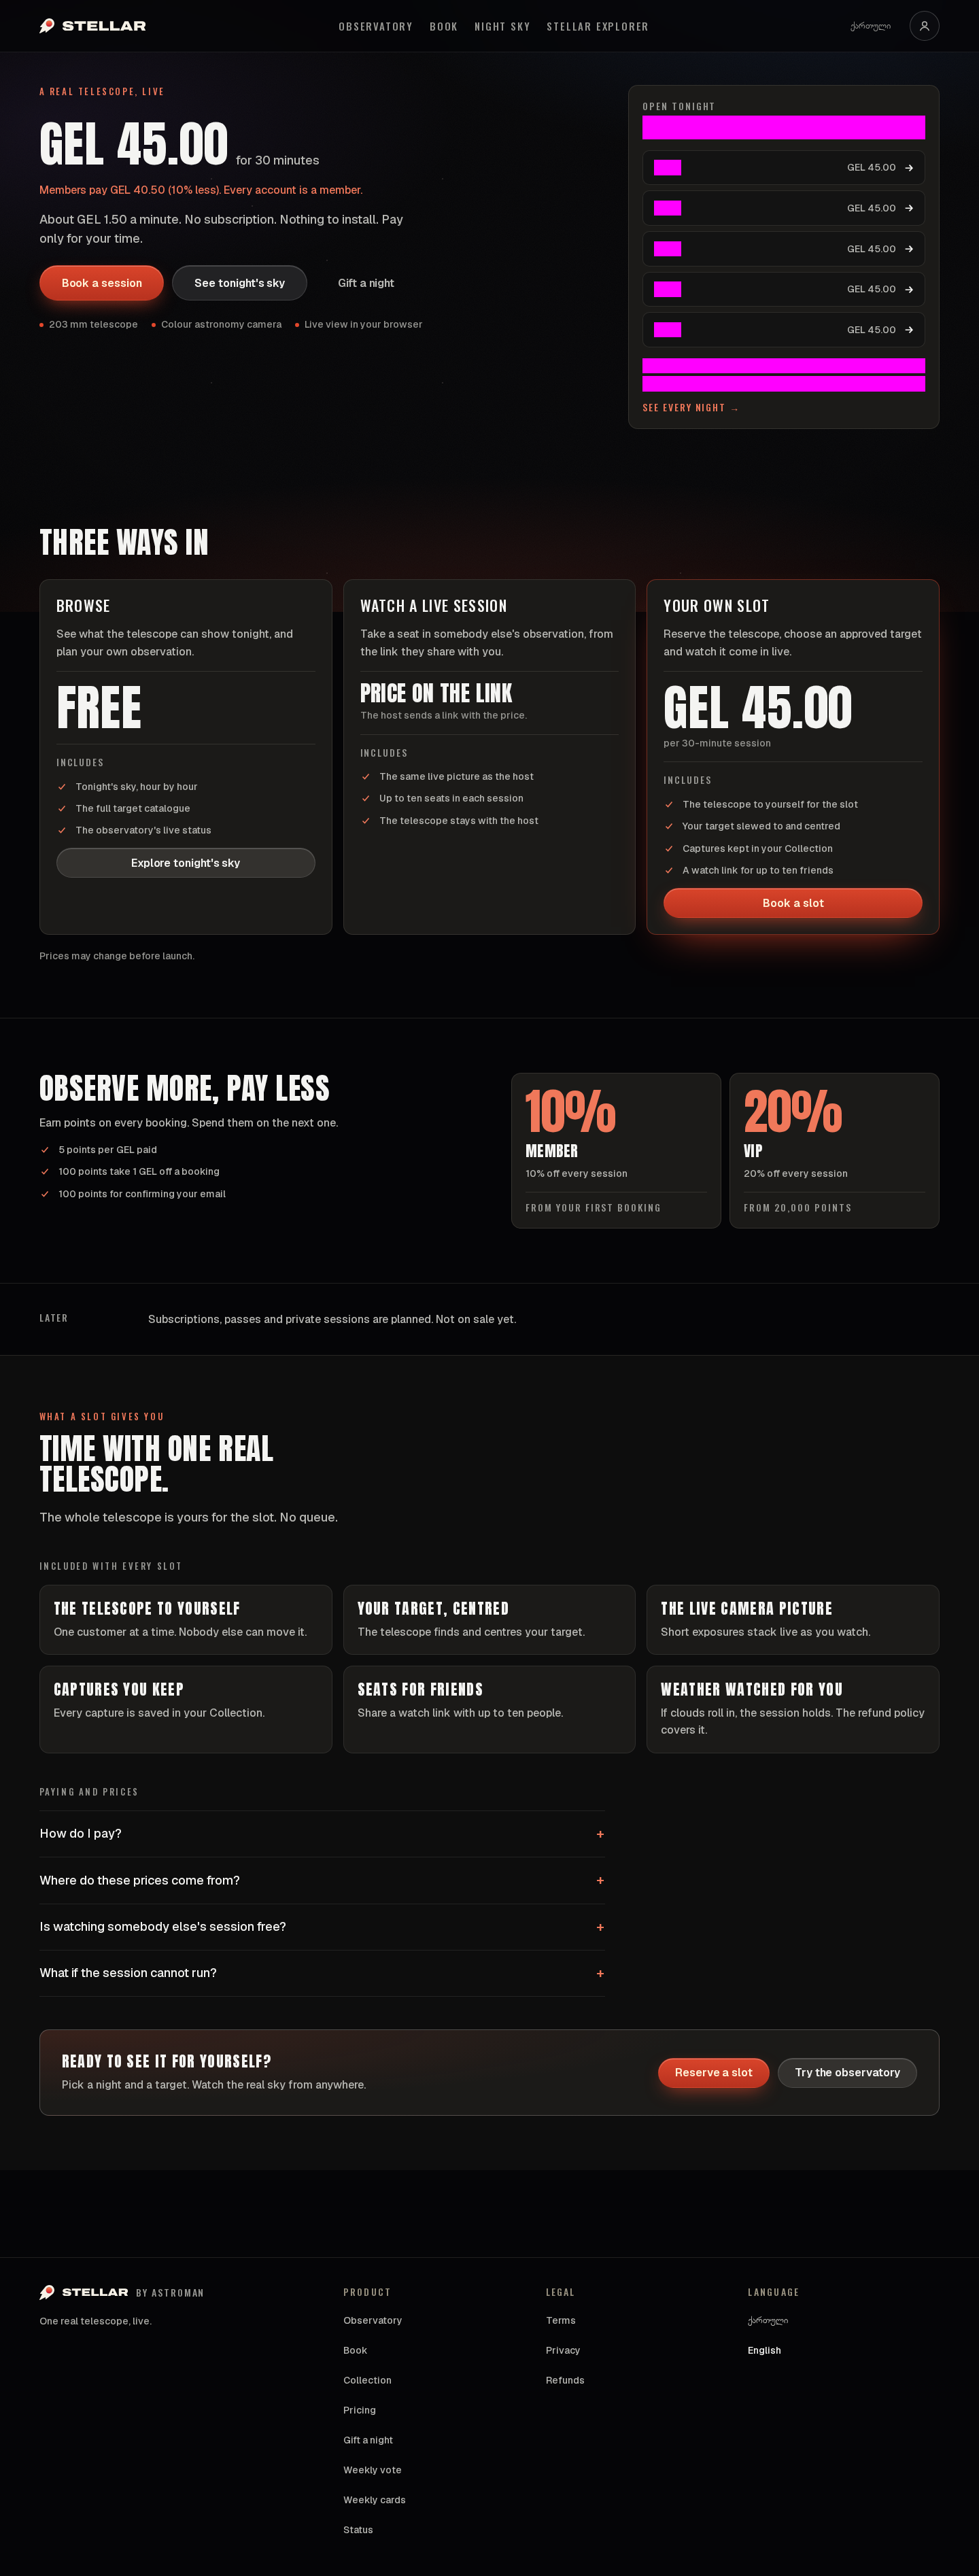 STELLAR
OBSERVATORY BOOK NIGHT SKY STELLAR EXPLORER
ქართული
A REAL TELESCOPE, LIVE
GEL 45.00 for 30 minutes
Members pay GEL 40.50 (10% less). Every account is a member.
About GEL 1.50 a minute. No subscription. Nothing to install. Pay
only for your time.
Book a session See tonight's sky Gift a night
203 mm telescope Colour astronomy camera Live view in your browser
OPEN TONIGHT
GEL 45.00 →
GEL 45.00 →
GEL 45.00 →
GEL 45.00 →
GEL 45.00 →
SEE EVERY NIGHT →
THREE WAYS IN
BROWSE
See what the telescope can show tonight, and
plan your own observation.
FREE
INCLUDES
Tonight's sky, hour by hour
The full target catalogue
The observatory's live status
Explore tonight's sky
WATCH A LIVE SESSION
Take a seat in somebody else's observation, from
the link they share with you.
PRICE ON THE LINK
The host sends a link with the price.
INCLUDES
The same live picture as the host
Up to ten seats in each session
The telescope stays with the host
YOUR OWN SLOT
Reserve the telescope, choose an approved target
and watch it come in live.
GEL 45.00
per 30-minute session
INCLUDES
The telescope to yourself for the slot
Your target slewed to and centred
Captures kept in your Collection
A watch link for up to ten friends
Book a slot
Prices may change before launch.
OBSERVE MORE, PAY LESS
Earn points on every booking. Spend them on the next one.
5 points per GEL paid
100 points take 1 GEL off a booking
100 points for confirming your email
10%
MEMBER
10% off every session
FROM YOUR FIRST BOOKING
20%
VIP
20% off every session
FROM 20,000 POINTS
LATER
Subscriptions, passes and private sessions are planned. Not on sale yet.
WHAT A SLOT GIVES YOU
TIME WITH ONE REAL
TELESCOPE.
The whole telescope is yours for the slot. No queue.
INCLUDED WITH EVERY SLOT
THE TELESCOPE TO YOURSELF
One customer at a time. Nobody else can move it.
YOUR TARGET, CENTRED
The telescope finds and centres your target.
THE LIVE CAMERA PICTURE
Short exposures stack live as you watch.
CAPTURES YOU KEEP
Every capture is saved in your Collection.
SEATS FOR FRIENDS
Share a watch link with up to ten people.
WEATHER WATCHED FOR YOU
If clouds roll in, the session holds. The refund policy
covers it.
PAYING AND PRICES
How do I pay? +
Where do these prices come from? +
Is watching somebody else's session free? +
What if the session cannot run? +
READY TO SEE IT FOR YOURSELF?
Pick a night and a target. Watch the real sky from anywhere.
Reserve a slot Try the observatory
STELLAR BY ASTROMAN
One real telescope, live.
PRODUCT
Observatory
Book
Collection
Pricing
Gift a night
Weekly vote
Weekly cards
Status
LEGAL
Terms
Privacy
Refunds
LANGUAGE
ქართული
English